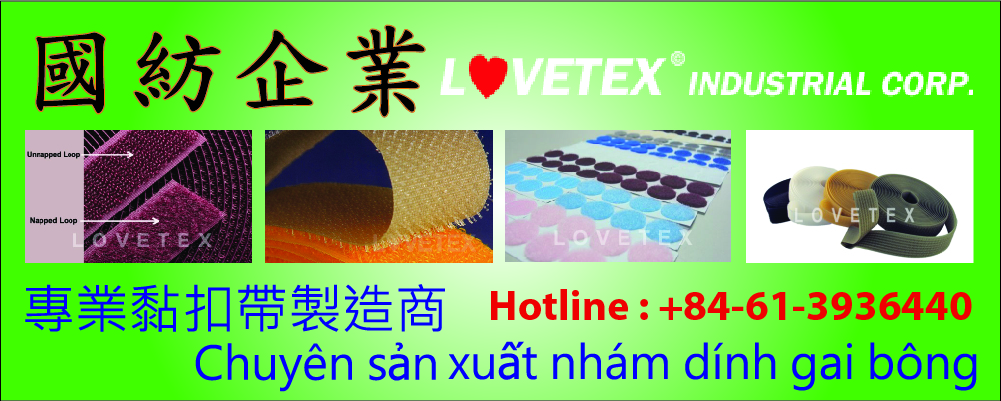 國紡企業 LOVETEX © INDUSTRIAL CORP.
Unnapped Loop
Napped Loop
LOVETEX
LOVETEX
LOVETEX
專業黏扣帶製造商 Hotline : +84-61-3936440
Chuyên sản xuất nhám dính gai bông